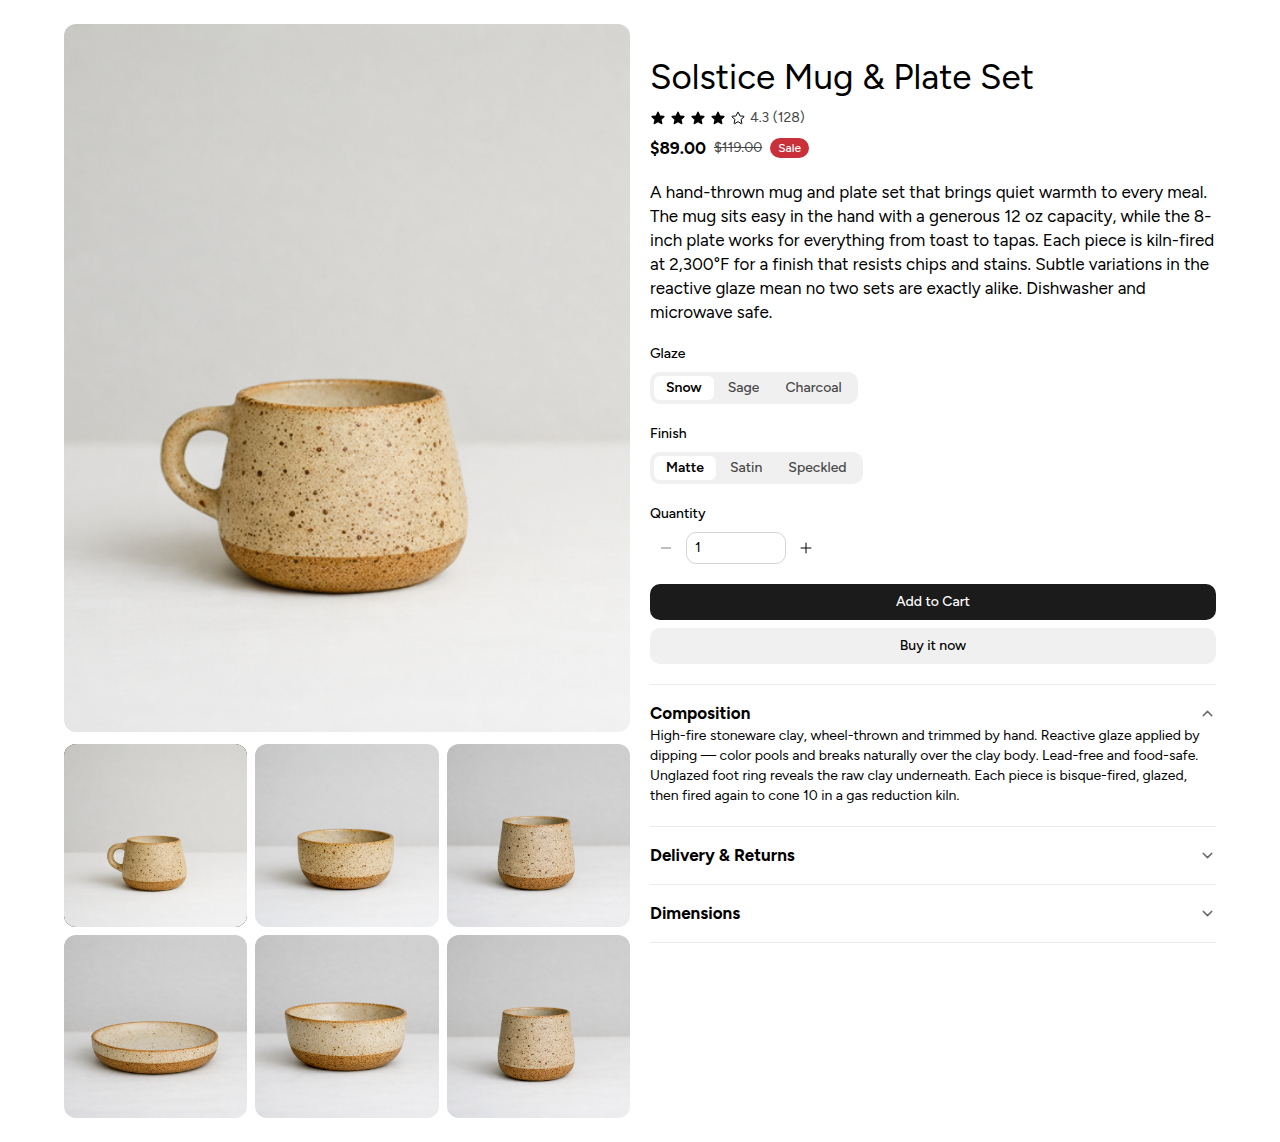 Solstice Mug & Plate Set
4.3 (128)
$89.00 $119.00 Sale
A hand-thrown mug and plate set that brings quiet warmth to every meal.
The mug sits easy in the hand with a generous 12 oz capacity, while the 8-
inch plate works for everything from toast to tapas. Each piece is kiln-fired
at 2,300°F for a finish that resists chips and stains. Subtle variations in the
reactive glaze mean no two sets are exactly alike. Dishwasher and
microwave safe.
Glaze
Snow Sage Charcoal
Finish
Matte Satin Speckled
Quantity
1
Add to Cart
Buy it now
Composition
High-fire stoneware clay, wheel-thrown and trimmed by hand. Reactive glaze applied by
dipping — color pools and breaks naturally over the clay body. Lead-free and food-safe.
Unglazed foot ring reveals the raw clay underneath. Each piece is bisque-fired, glazed,
then fired again to cone 10 in a gas reduction kiln.
Delivery & Returns
Dimensions